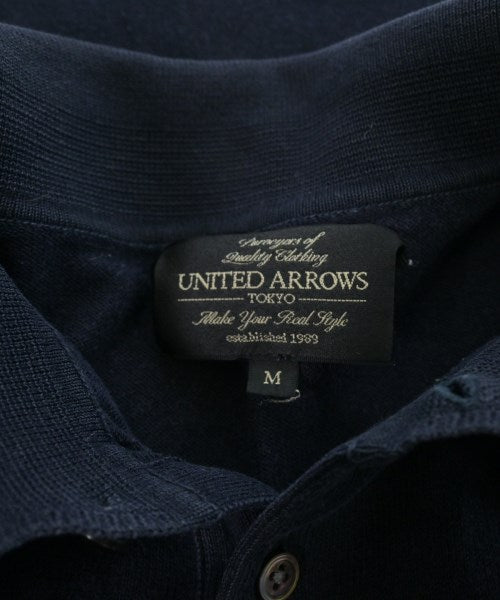 Purveyors of
Quality Clothing
UNITED ARROWS
TOKYO
Make Your Real Style
established 1989
M